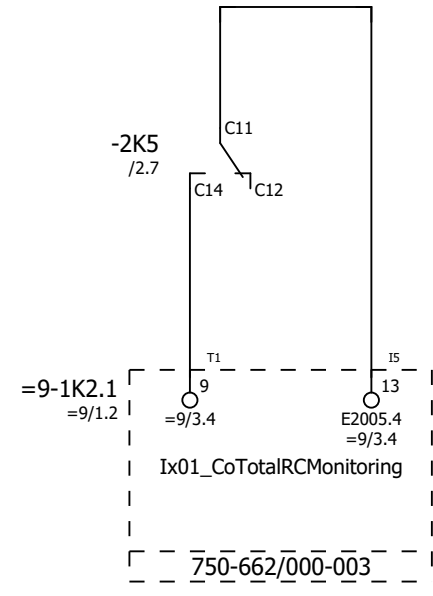 C11
-2K5
/2.7
C14
C12
T1
I5
=9-1K2.1
=9/1.2
9
13
=9/3.4
E2005.4
=9/3.4
Ix01_CoTotalRCMonitoring
750-662/000-003